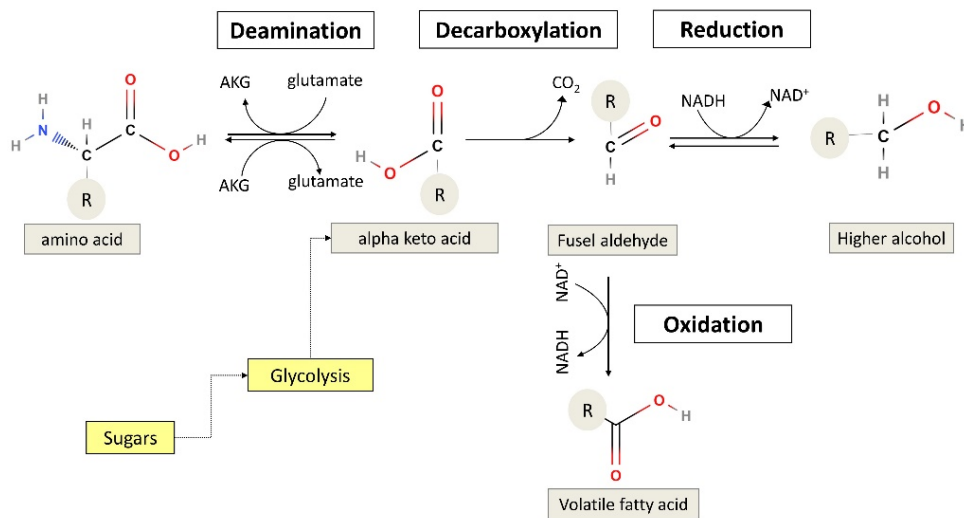 Deamination
Decarboxylation
Reduction
AKG
glutamate
CO2
NADH
NAD+
H
H
N
H
C
C
O
O
H
R
AKG
glutamate
O
C
H
O
R
R
O
C
H
R
H
C
H
O
H
amino acid
alpha keto acid
Fusel aldehyde
Higher alcohol
NAD+
NADH
Oxidation
Glycolysis
Sugars
R
C
O
H
O
Volatile fatty acid